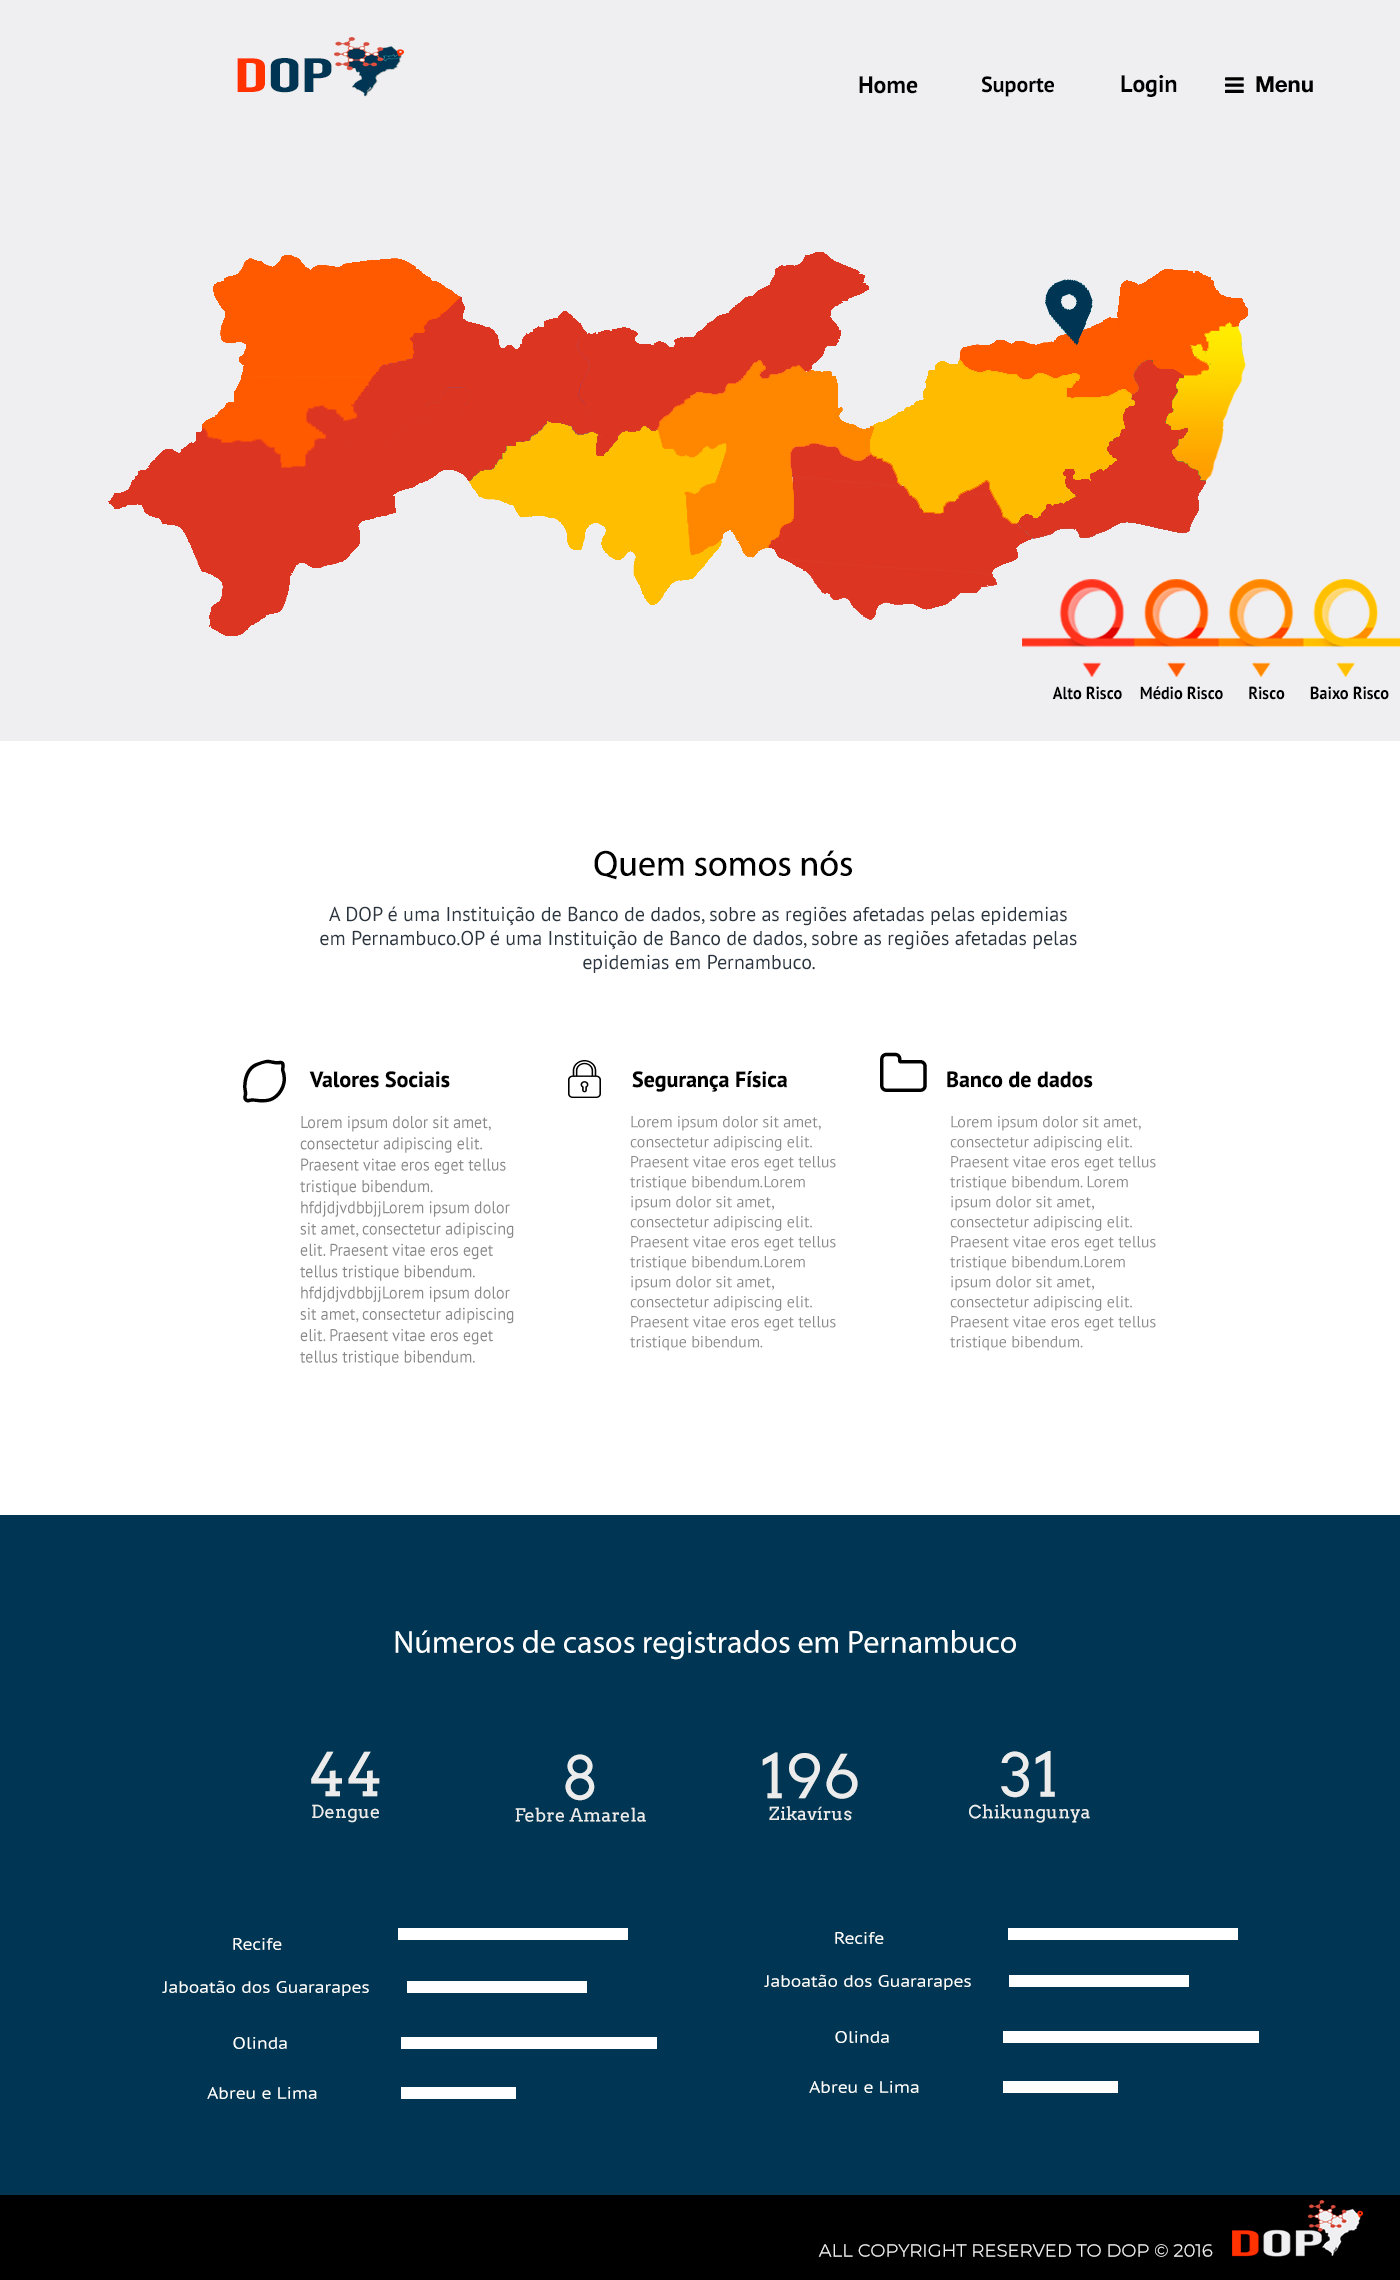 DOP
Home
Suporte
Login
Menu
Alto Risco
Médio Risco
Risco
Baixo Risco
Quem somos nós
A DOP é uma Instituição de Banco de dados, sobre as regiões afetadas pelas epidemias
em Pernambuco.OP é uma Instituição de Banco de dados, sobre as regiões afetadas pelas
epidemias em Pernambuco.
Valores Sociais
Lorem ipsum dolor sit amet,
consectetur adipiscing elit.
Praesent vitae eros eget tellus
tristique bibendum.
hfdjdjvdbbjjLorem ipsum dolor
sit amet, consectetur adipiscing
elit. Praesent vitae eros eget
tellus tristique bibendum.
hfdjdjvdbbjjLorem ipsum dolor
sit amet, consectetur adipiscing
elit. Praesent vitae eros eget
tellus tristique bibendum.
Segurança Física
Lorem ipsum dolor sit amet,
consectetur adipiscing elit.
Praesent vitae eros eget tellus
tristique bibendum.Lorem
ipsum dolor sit amet,
consectetur adipiscing elit.
Praesent vitae eros eget tellus
tristique bibendum.Lorem
ipsum dolor sit amet,
consectetur adipiscing elit.
Praesent vitae eros eget tellus
tristique bibendum.
Banco de dados
Lorem ipsum dolor sit amet,
consectetur adipiscing elit.
Praesent vitae eros eget tellus
tristique bibendum. Lorem
ipsum dolor sit amet,
consectetur adipiscing elit.
Praesent vitae eros eget tellus
tristique bibendum.Lorem
ipsum dolor sit amet,
consectetur adipiscing elit.
Praesent vitae eros eget tellus
tristique bibendum.
Números de casos registrados em Pernambuco
44
Dengue
8
Febre Amarela
196
Zikavírus
31
Chikungunya
Recife
Jaboatão dos Guararapes
Olinda
Abreu e Lima
Recife
Jaboatão dos Guararapes
Olinda
Abreu e Lima
ALL COPYRIGHT RESERVED TO DOP © 2016
DOP